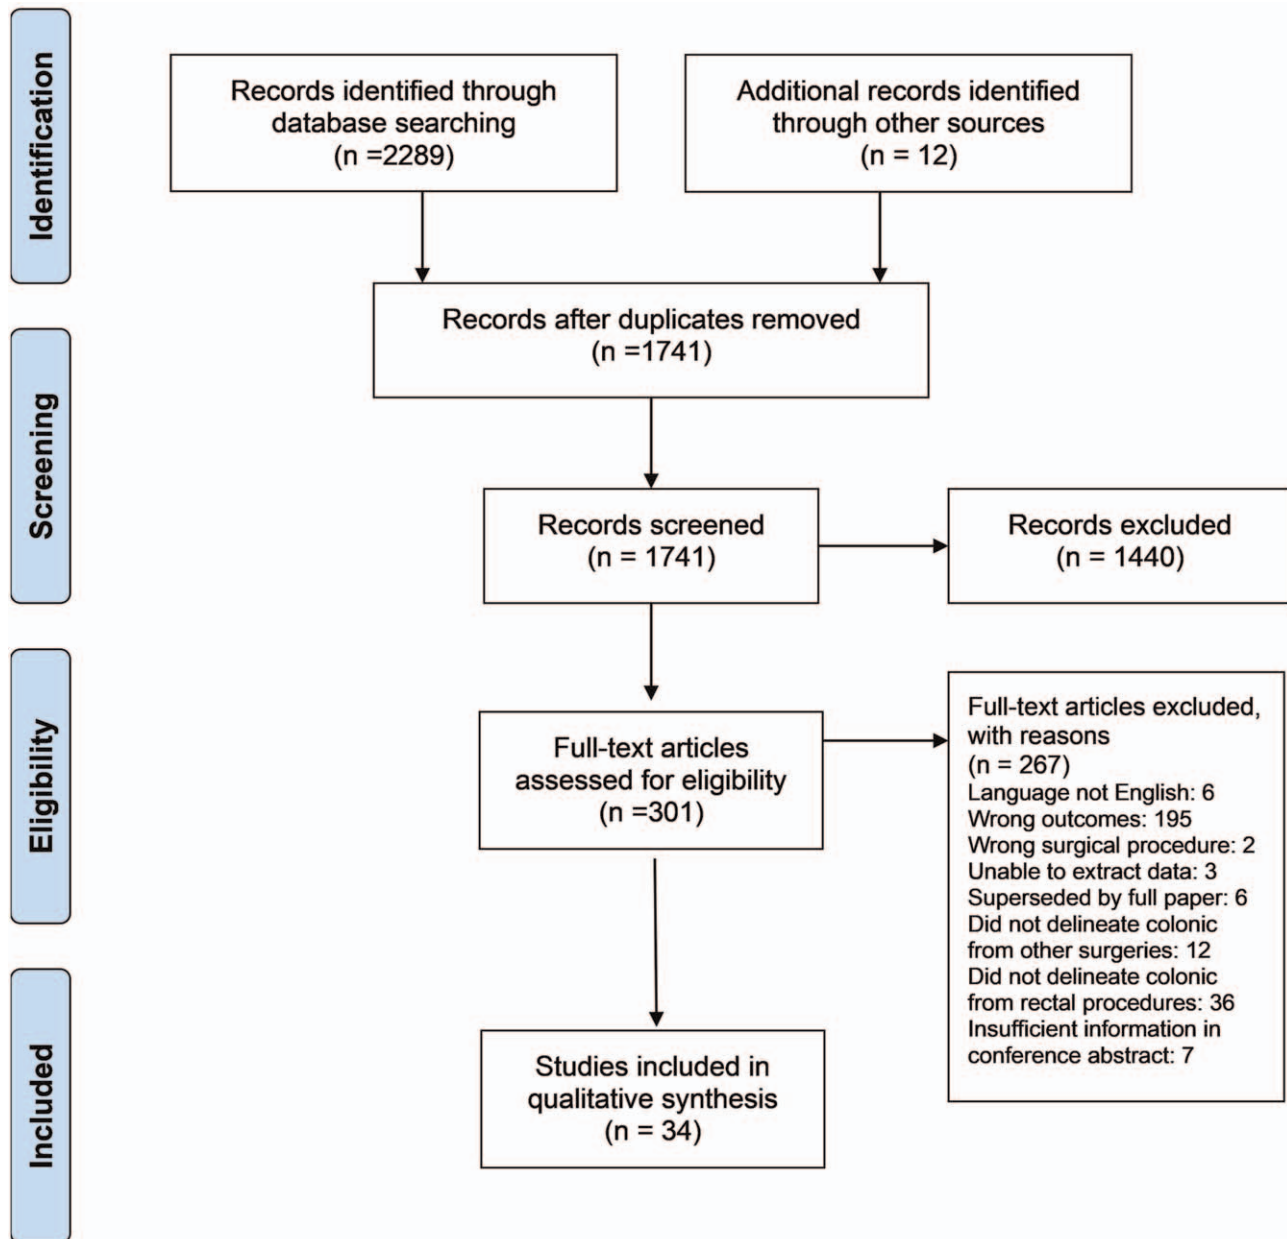 Identification
Records identified through
database searching
(n =2289)
Additional records identified
through other sources
(n = 12)
Records after duplicates removed
(n =1741)
Screening
Records screened
(n = 1741)
Records excluded
(n = 1440)
Eligibility
Full-text articles
assessed for eligibility
(n =301)
Full-text articles excluded,
with reasons
(n = 267)
Language not English: 6
Wrong outcomes: 195
Wrong surgical procedure: 2
Unable to extract data: 3
Superseded by full paper: 6
Did not delineate colonic
from other surgeries: 12
Did not delineate colonic
from rectal procedures: 36
Insufficient information in
conference abstract: 7
Included
Studies included in
qualitative synthesis
(n = 34)